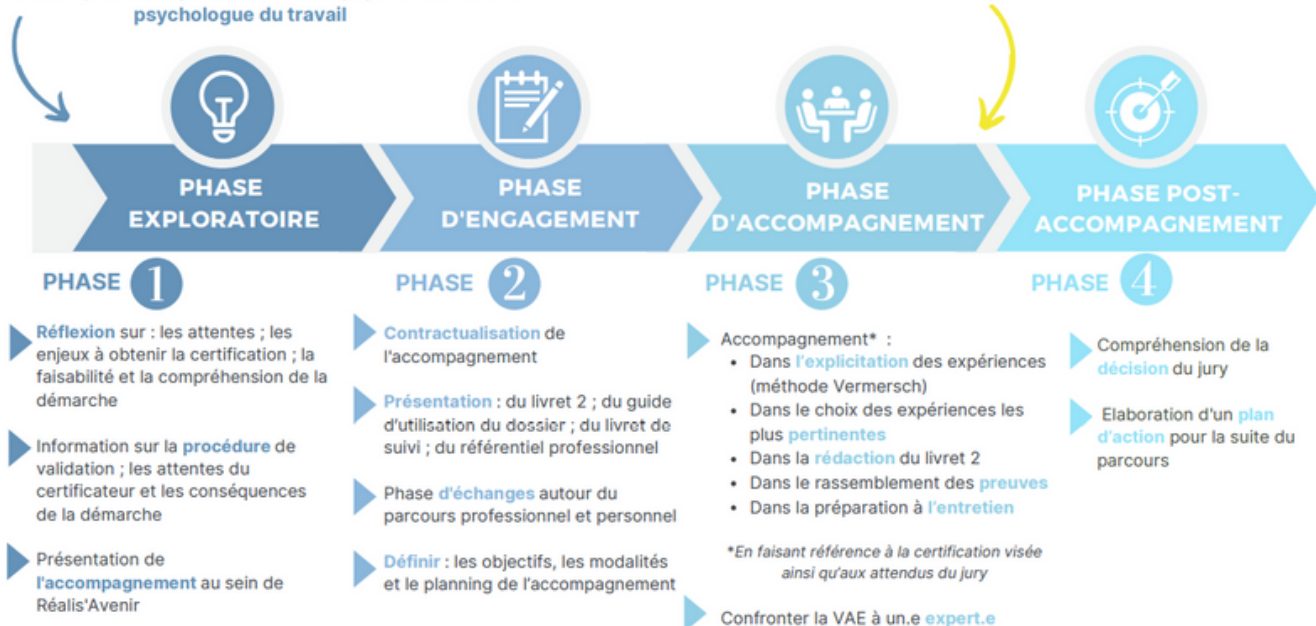 psychologue du travail
PHASE
EXPLORATOIRE
PHASE
D'ENGAGEMENT
PHASE
D'ACCOMPAGNEMENT
PHASE POST-
ACCOMPAGNEMENT
PHASE 1
Réflexion sur : les attentes ; les
enjeux à obtenir la certification ; la
faisabilité et la compréhension de la
démarche
Information sur la procédure de
validation ; les attentes du
certificateur et les conséquences
de la démarche
Présentation de
l'accompagnement au sein de
Réalis'Avenir
PHASE 2
Contractualisation de
l'accompagnement
Présentation : du livret 2 ; du guide
d'utilisation du dossier ; du livret de
suivi ; du référentiel professionnel
Phase d'échanges autour du
parcours professionnel et personnel
Définir : les objectifs, les modalités
et le planning de l'accompagnement
PHASE 3
Accompagnement* :
• Dans l'explicitation des expériences
(méthode Vermersch)
• Dans le choix des expériences les
plus pertinentes
• Dans la rédaction du livret 2
• Dans le rassemblement des preuves
• Dans la préparation à l'entretien
*En faisant référence à la certification visée
ainsi qu'aux attendus du jury
Confronter la VAE à un.e expert.e
PHASE 4
Compréhension de la
décision du jury
Elaboration d'un plan
d'action pour la suite du
parcours